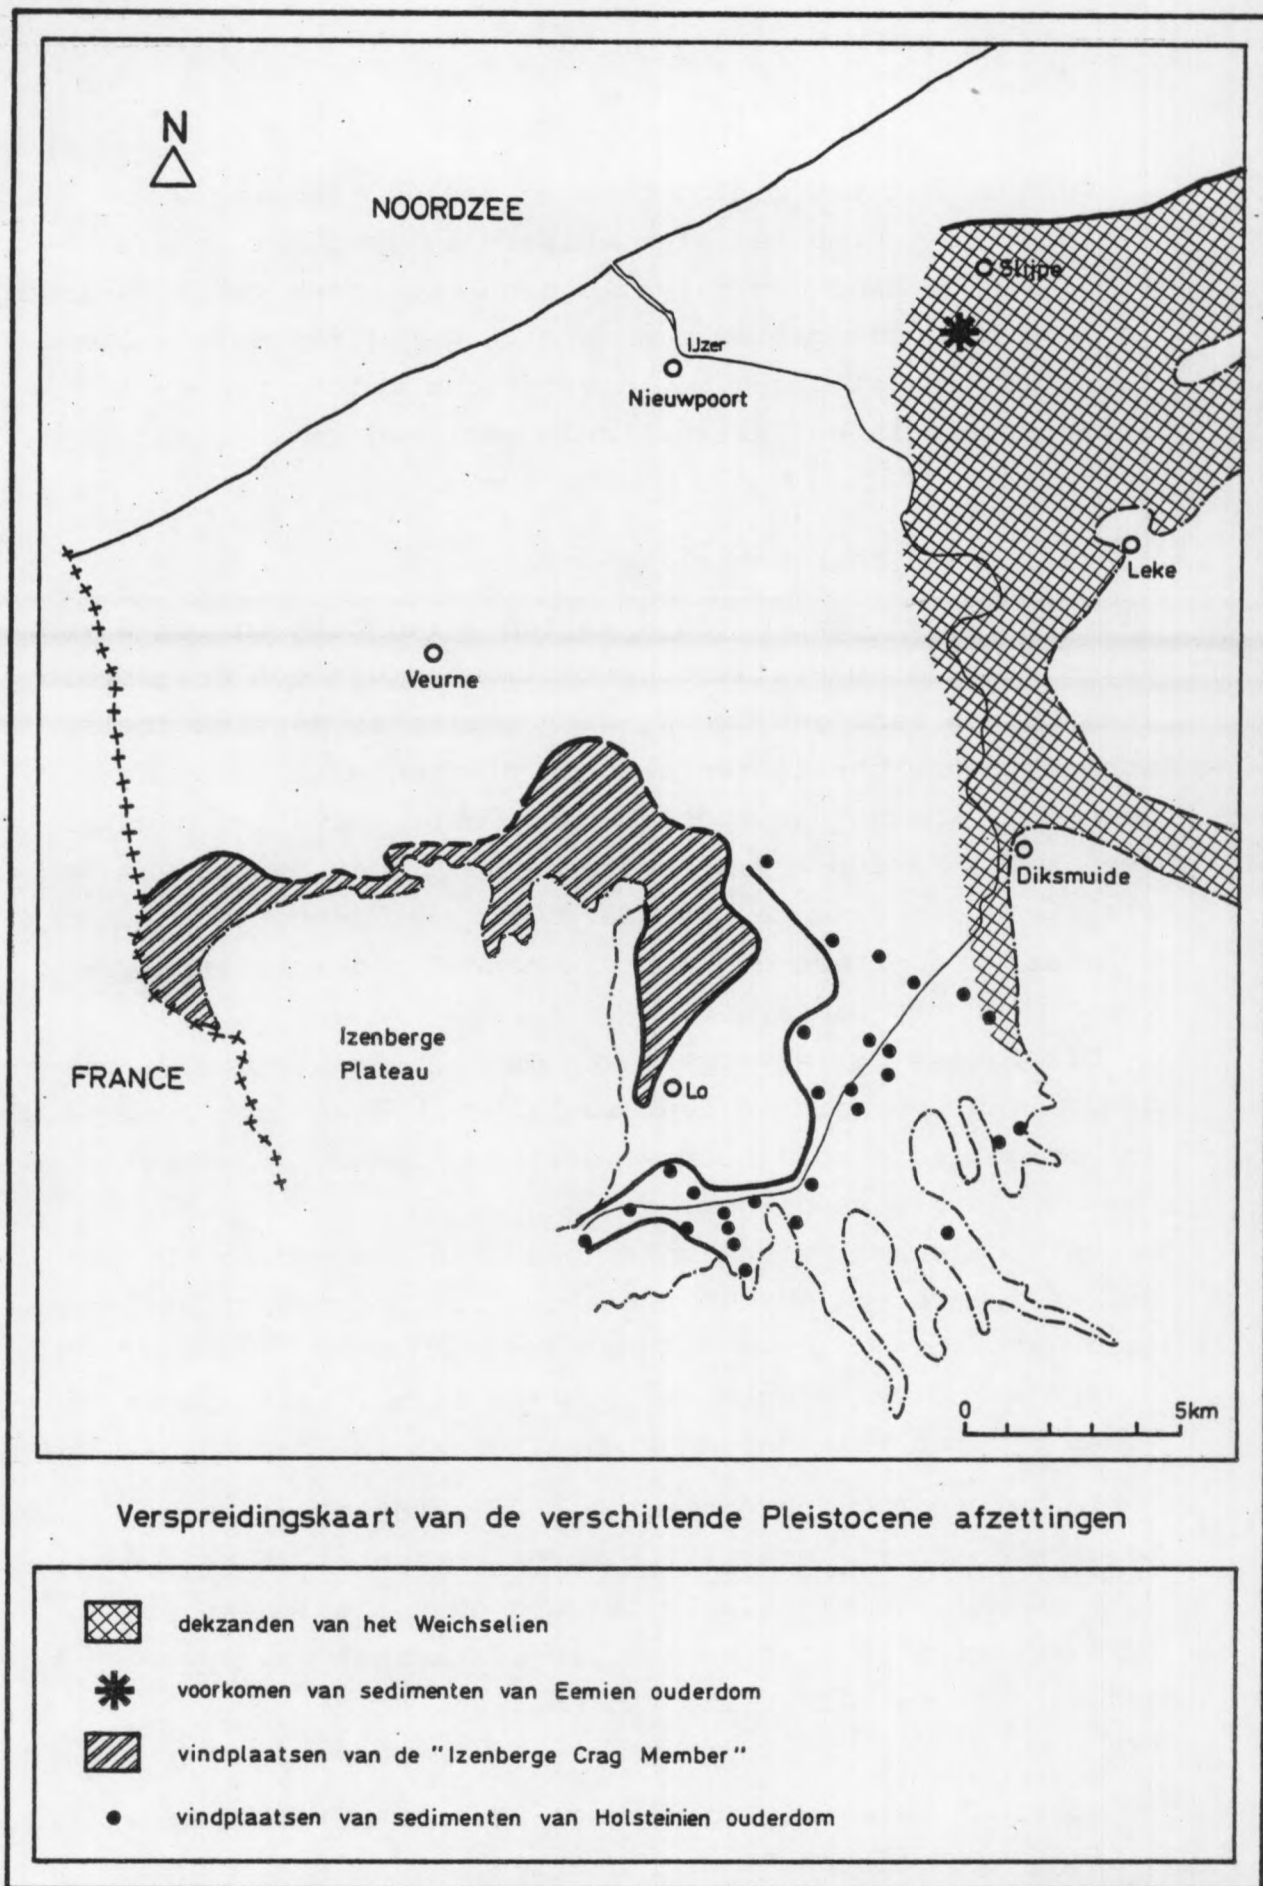 N
NOORDZEE
Slijpe
IJzer
Nieuwpoort
Leke
Veurne
Diksmuide
Izenberge
Plateau
FRANCE
Lo
0 5km
Verspreidingskaart van de verschillende Pleistocene afzettingen
dekzanden van het Weichselien
voorkomen van sedimenten van Eemien ouderdom
vindplaatsen van de "Izenberge Crag Member"
vindplaatsen van sedimenten van Holsteinien ouderdom